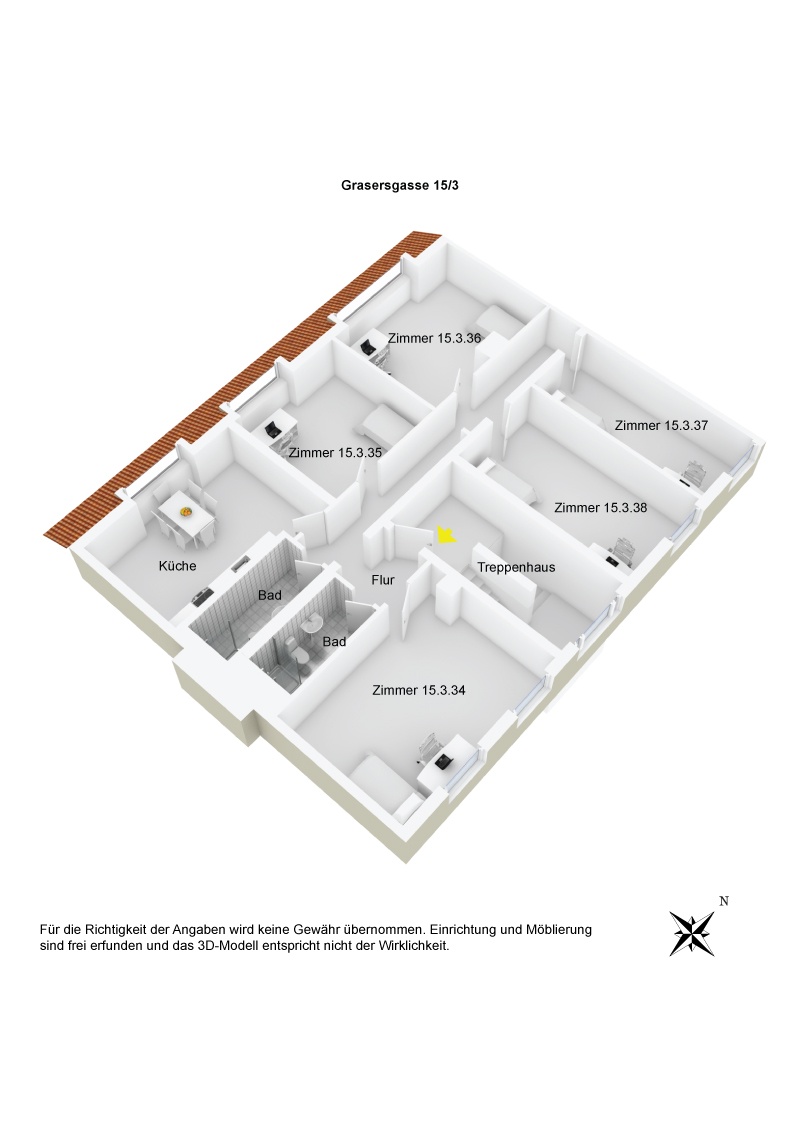 Grasersgasse 15/3
Zimmer 15.3.36
Zimmer 15.3.37
Zimmer 15.3.35
Zimmer 15.3.38
Küche
Treppenhaus
Flur
Bad
Bad
Zimmer 15.3.34
N
Für die Richtigkeit der Angaben wird keine Gewähr übernommen. Einrichtung und Möblierung
sind frei erfunden und das 3D-Modell entspricht nicht der Wirklichkeit.